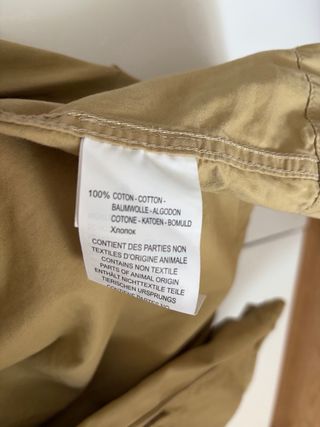 100% COTON - COTTON -
BAUMWOLLE - ALGODON
COTONE - KATOEN - BOMULD
Хлопок
CONTIENT DES PARTIES NON
TEXTILES D'ORIGINE ANIMALE
CONTAINS NON TEXTILE
PARTS OF ANIMAL ORIGIN
ENTHÄLT NICHTTEXTILE TEILE
TIERISCHEN URSPRUNGS